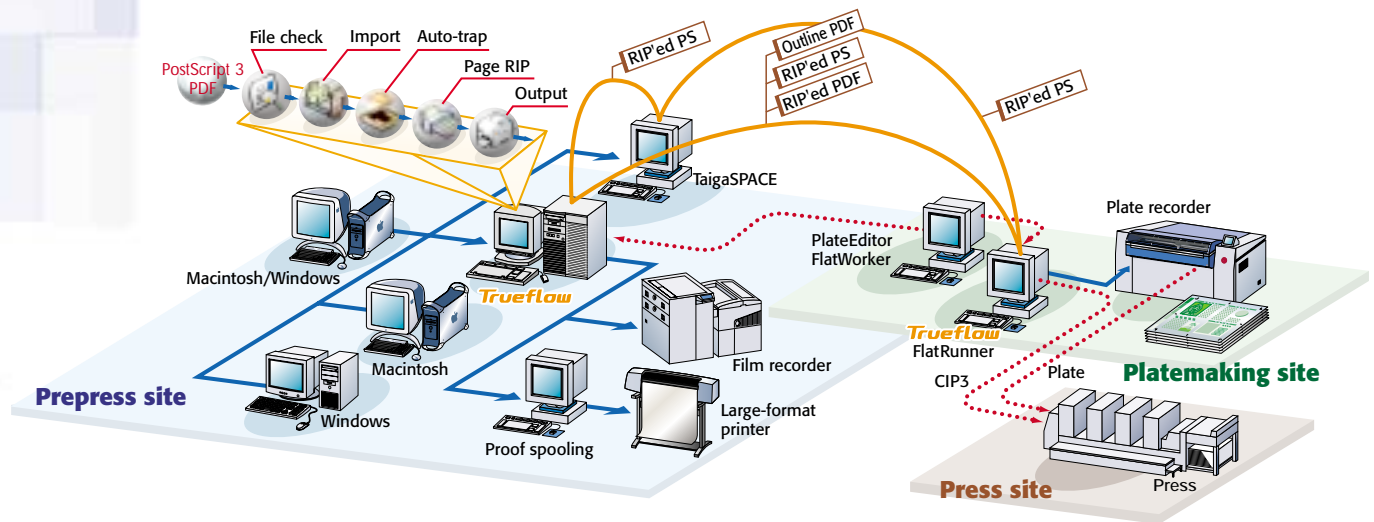 File check
Import
Auto-trap
PostScript 3
PDF
Page RIP
Output
RIP'ed PS
Outline PDF
RIP'ed PS
RIP'ed PDF
RIP'ed PS
TaigaSPACE
Macintosh/Windows
Trueflow
Macintosh
Windows
Prepress site
Proof spooling
Film recorder
Large-format
printer
PlateEditor
FlatWorker
Plate recorder
Trueflow
FlatRunner
CIP3
Plate
Platemaking site
Press
Press site